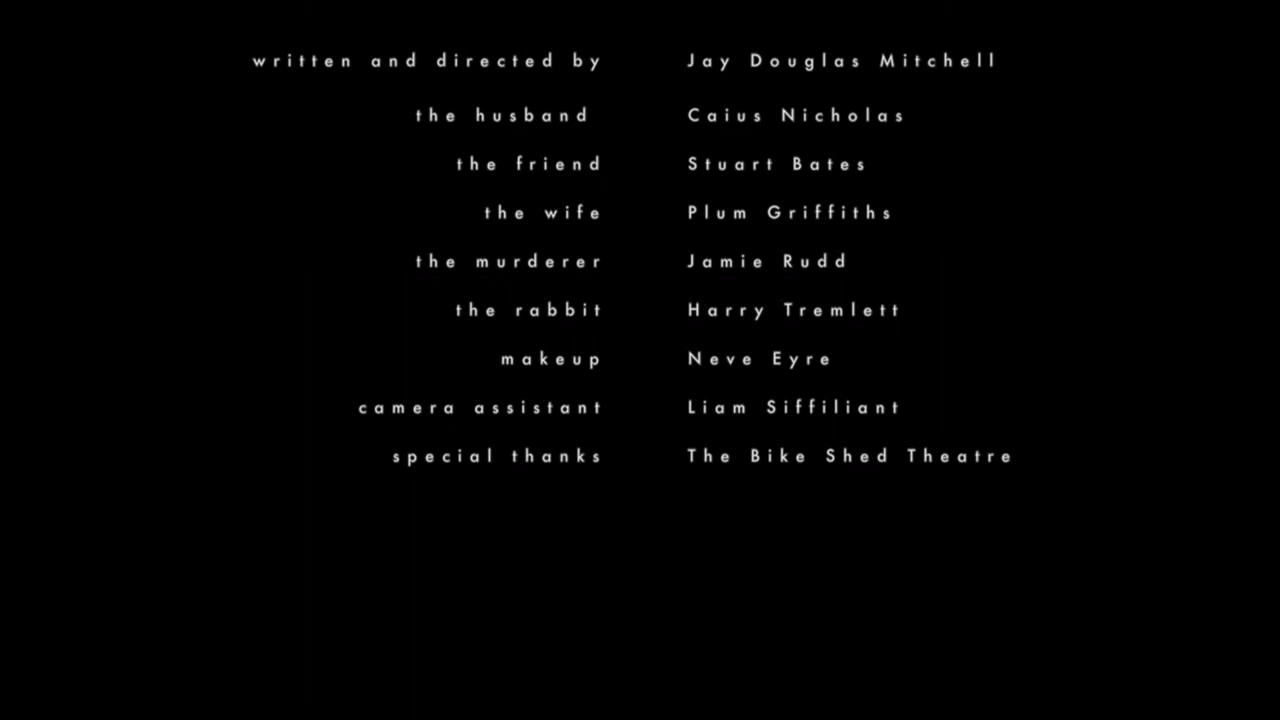 written and directed by Jay Douglas Mitchell
the husband Caius Nicholas
the friend Stuart Bates
the wife Plum Griffiths
the murderer Jamie Rudd
the rabbit Harry Tremlett
makeup Neve Eyre
camera assistant Liam Siffiliant
special thanks The Bike Shed Theatre